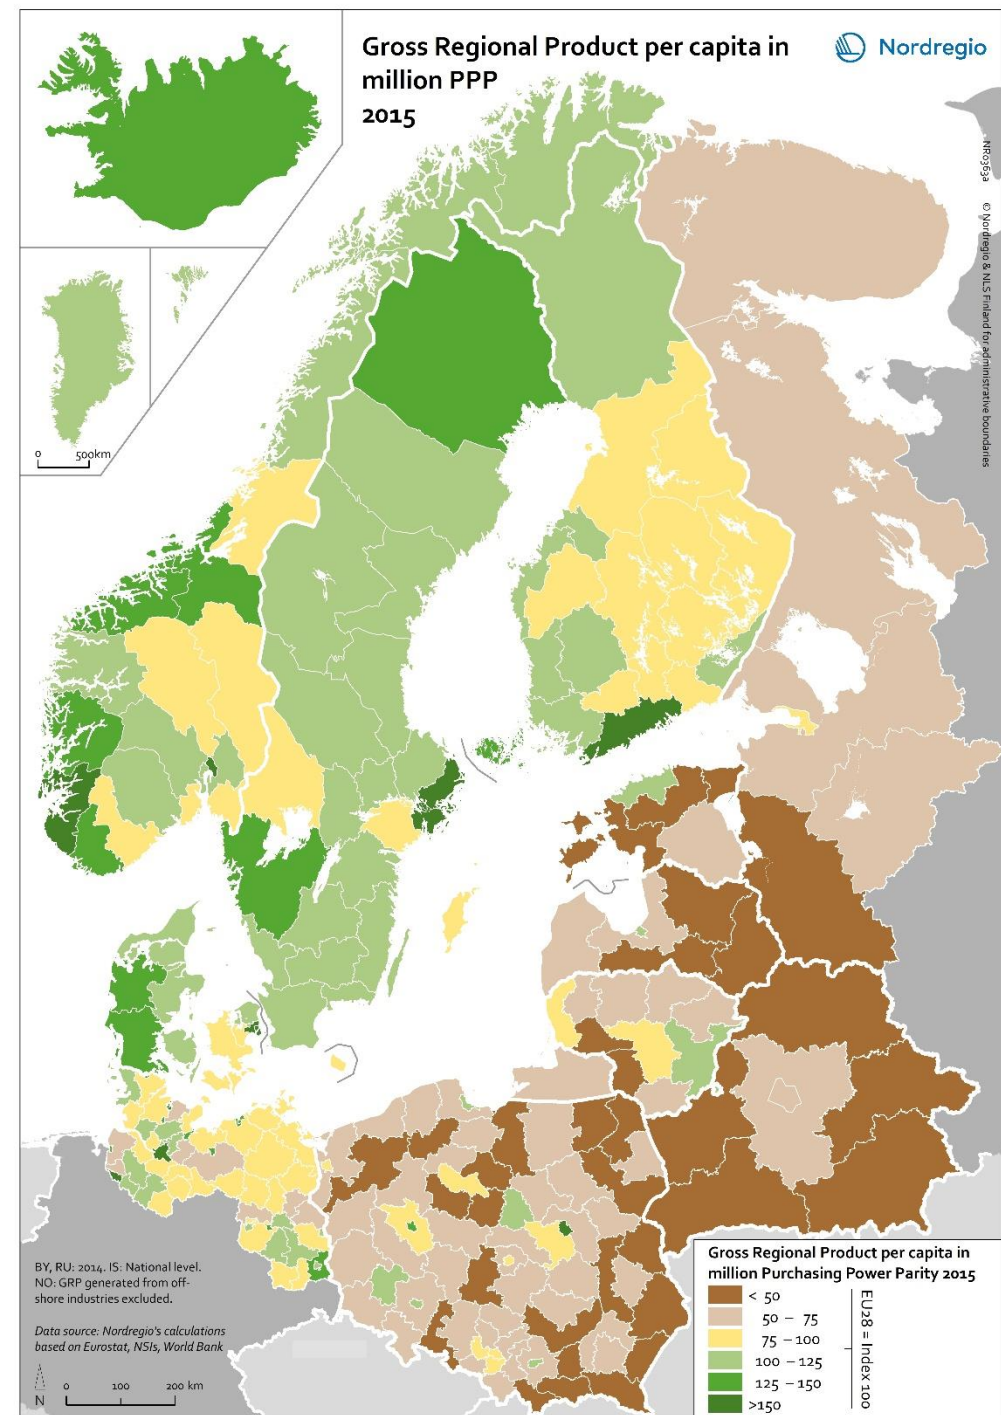 Gross Regional Product per capita in
million PPP
2015
Nordregio
NR0363a © Nordregio & NLS Finland for administrative boundaries
0 500km
BY, RU: 2014. IS: National level.
NO: GRP generated from off-
shore industries excluded.
Data source: Nordregio's calculations
based on Eurostat, NSIs, World Bank
N
0 100 200 km
Gross Regional Product per capita in
million Purchasing Power Parity 2015
< 50
50 – 75
75 – 100
100 – 125
125 – 150
>150
EU28 = Index 100